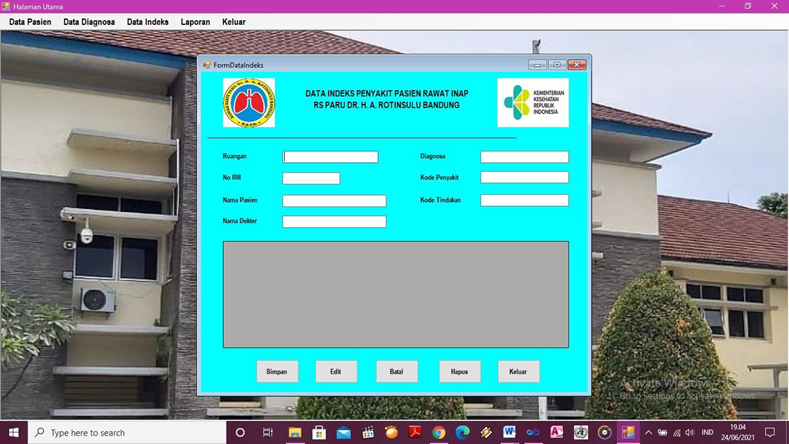 Halaman Utama
Data Pasien Data Diagnosa Data Indeks Laporan Keluar
FormDataIndeks
DATA INDEKS PENYAKIT PASIEN RAWAT INAP
RS PARU DR. H. A. ROTINSULU BANDUNG
KEMENTERIAN
KESEHATAN
REPUBLIK
INDONESIA
Ruangan
Diagnosa
No RM
Kode Penyakit
Nama Pasien
Kode Tindakan
Nama Dokter
Simpan Edit Batal Hapus Keluar
Activate Windows
Go to Settings to activate Windows.
Type here to search
IND
19.04
24/06/2021